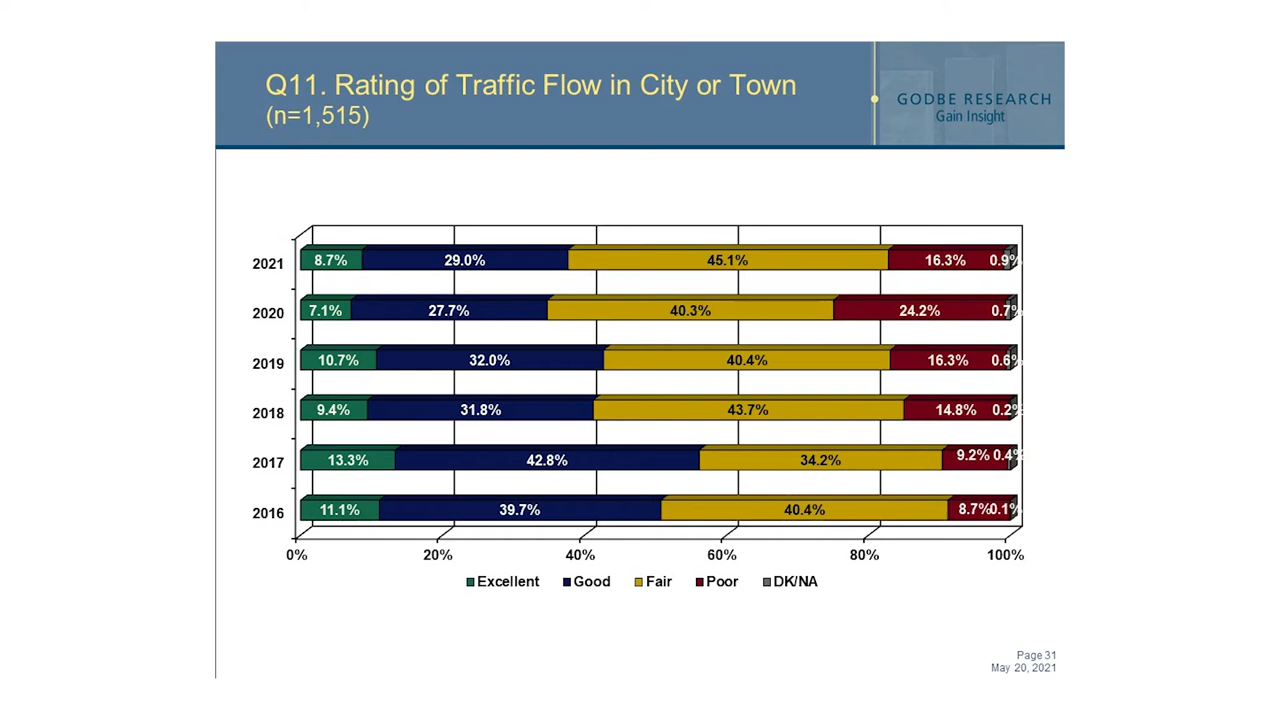 Q11. Rating of Traffic Flow in City or Town
(n=1,515)
GODBE RESEARCH
Gain Insight
2021 8.7% 29.0% 45.1% 16.3% 0.9%
2020 7.1% 27.7% 40.3% 24.2% 0.7%
2019 10.7% 32.0% 40.4% 16.3% 0.6%
2018 9.4% 31.8% 43.7% 14.8% 0.2%
2017 13.3% 42.8% 34.2% 9.2% 0.4%
2016 11.1% 39.7% 40.4% 8.7% 0.1%
0% 20% 40% 60% 80% 100%
Excellent Good Fair Poor DK/NA
Page 31
May 20, 2021